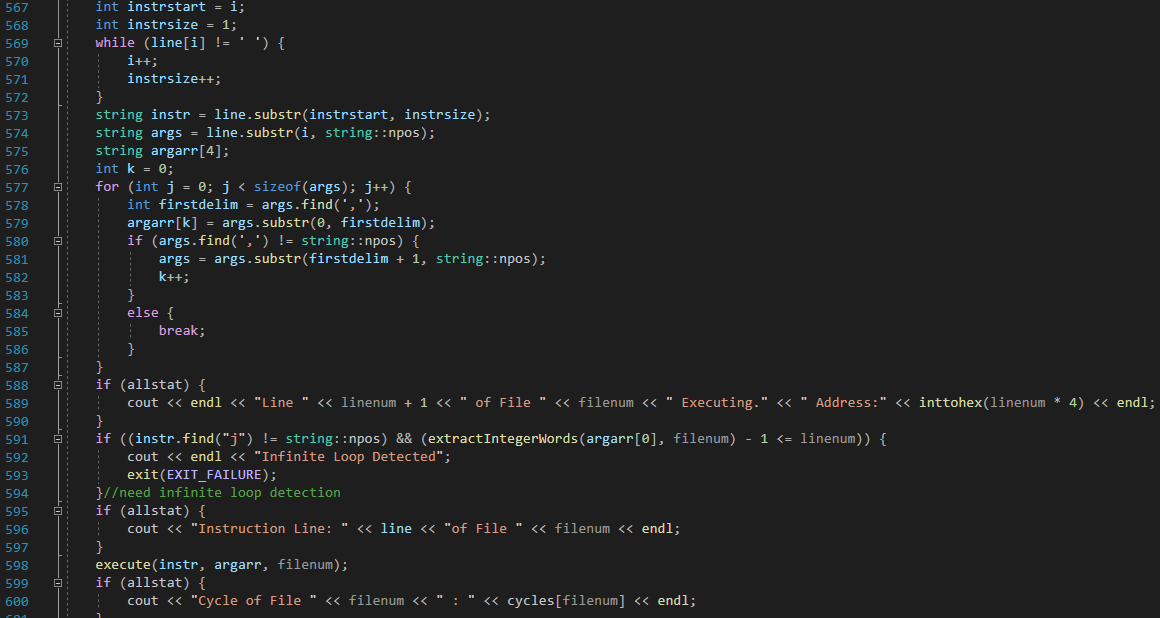 567 int instrstart = i;
568 int instrsize = 1;
569 while (line[i] != ' ') {
570 i++;
571 instrsize++;
572 }
573 string instr = line.substr(instrstart, instrsize);
574 string args = line.substr(i, string::npos);
575 string argarr[4];
576 int k = 0;
577 for (int j = 0; j < sizeof(args); j++) {
578 int firstdelim = args.find(',');
579 argarr[k] = args.substr(0, firstdelim);
580 if (args.find(',') != string::npos) {
581 args = args.substr(firstdelim + 1, string::npos);
582 k++;
583 }
584 else {
585 break;
586 }
587 }
588 if (allstat) {
589 cout << endl << "Line " << linenum + 1 << " of File " << filenum << " Executing." << " Address:" << inttohex(linenum * 4) << endl;
590 }
591 if ((instr.find("j") != string::npos) && (extractIntegerWords(argarr[0], filenum) - 1 <= linenum)) {
592 cout << endl << "Infinite Loop Detected";
593 exit(EXIT_FAILURE);
594 }//need infinite loop detection
595 if (allstat) {
596 cout << "Instruction Line: " << line << "of File " << filenum << endl;
597 }
598 execute(instr, argarr, filenum);
599 if (allstat) {
600 cout << "Cycle of File " << filenum << " : " << cycles[filenum] << endl;